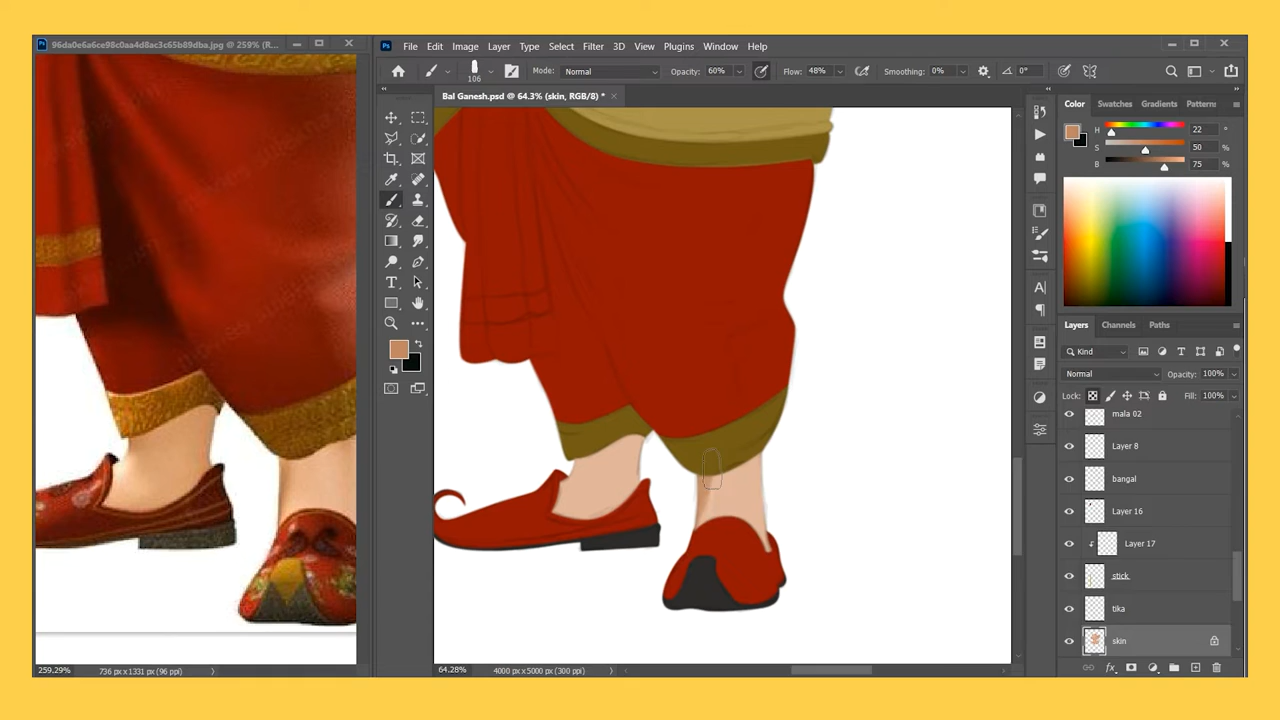 96da0e6a6ce98c0aa4d8ac3c65b89dba.jpg @ 259% (R...
File Edit Image Layer Type Select Filter 3D View Plugins Window Help
106 Mode: Normal Opacity: 60% Flow: 48% Smoothing: 0% 0°
Bal Ganesh.psd @ 64.3% (skin, RGB/8) *
Color Swatches Gradients Patterns
H 22 °
S 50 %
B 75 %
Layers Channels Paths
Kind
Normal Opacity: 100%
Lock: Fill: 100%
mala 02
Layer 8
bangal
Layer 16
Layer 17
stick
tika
skin
259.29% 736 px x 1331 px (96 ppi)
64.28% 4000 px x 5000 px (300 ppi)